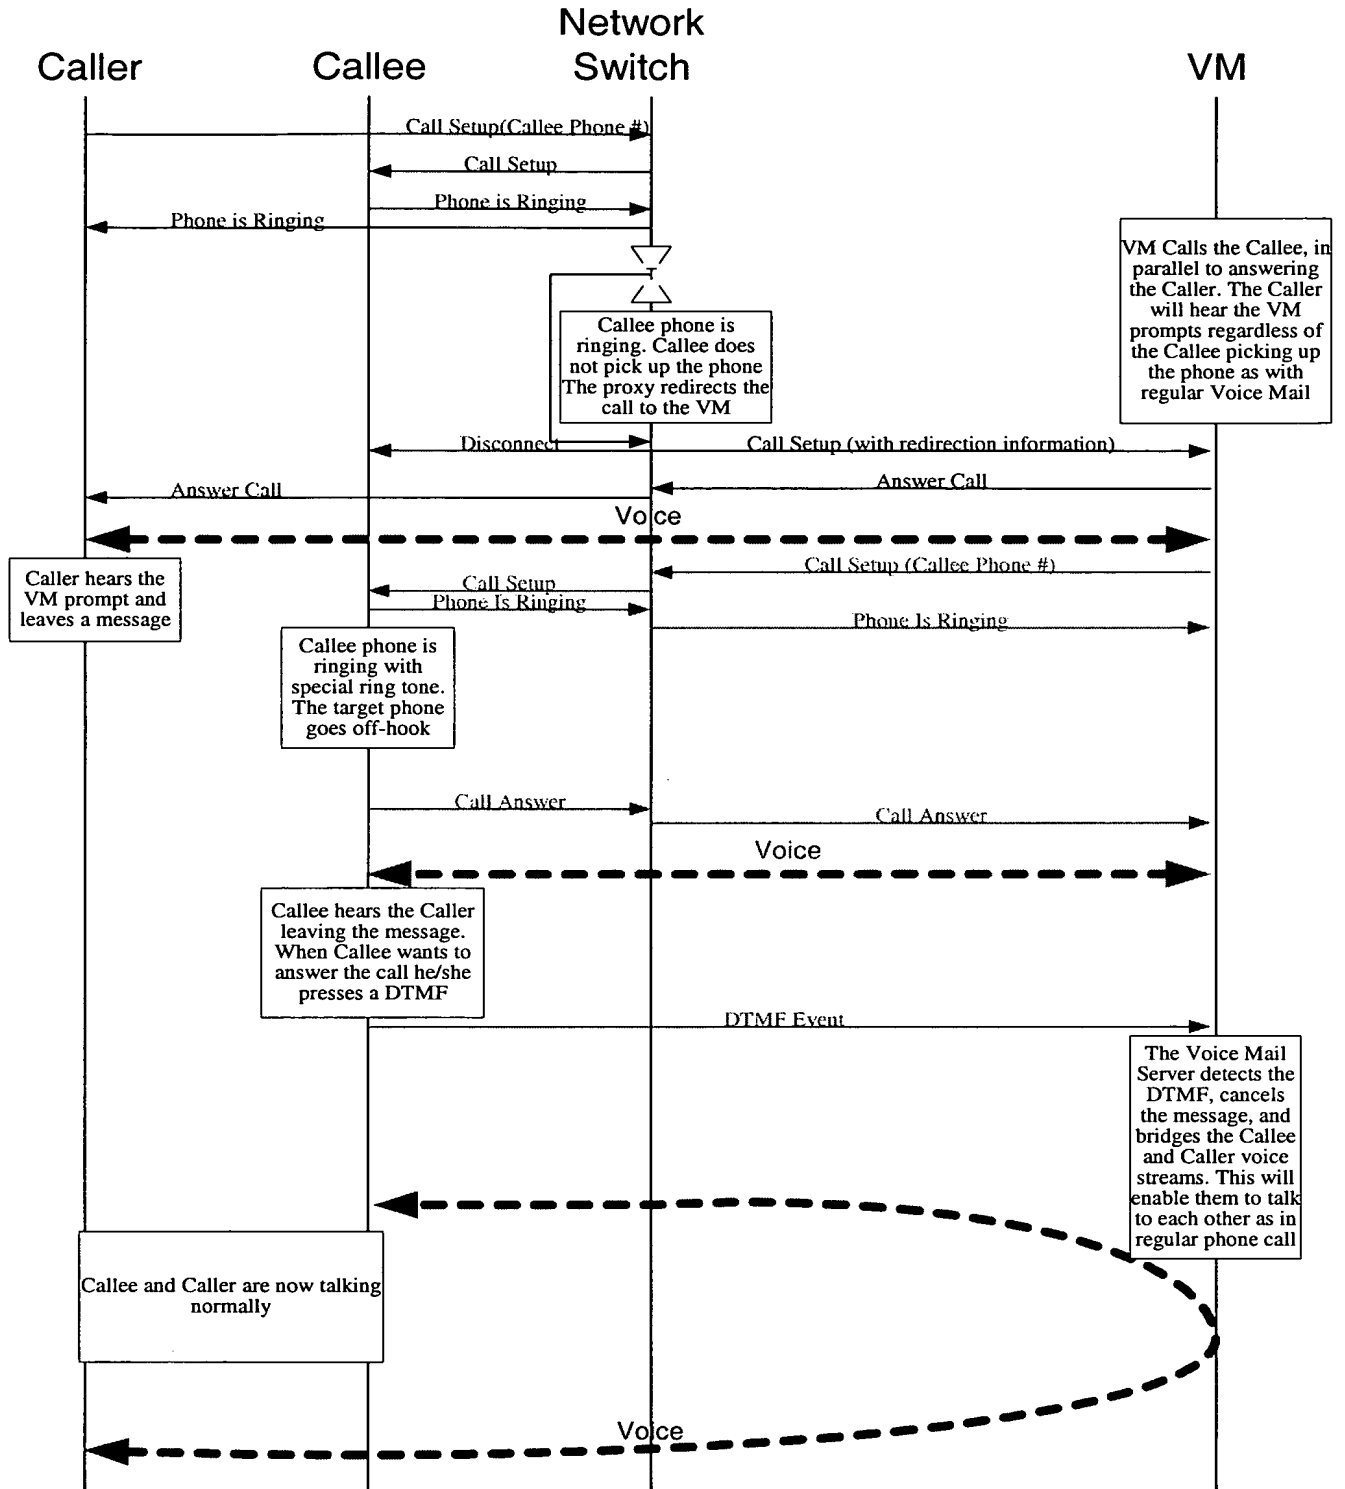 Network
Caller
Callee
Switch
VM
Call Setup(Callee Phone #)
Call Setup
Phone is Ringing
Phone is Ringing
VM Calls the Callee, in
parallel to answering
the Caller. The Caller
will hear the VM
prompts regardless of
the Callee picking up
the phone as with
regular Voice Mail
Callee phone is
ringing. Callee does
not pick up the phone
The proxy redirects the
call to the VM
Disconnect
Call Setup (with redirection information)
Answer Call
Answer Call
Voice
Call Setup (Callee Phone #)
Caller hears the
VM prompt and
leaves a message
Call Setup
Phone Is Ringing
Phone Is Ringing
Callee phone is
ringing with
special ring tone.
The target phone
goes off-hook
Call Answer
Call Answer
Voice
Callee hears the Caller
leaving the message.
When Callee wants to
answer the call he/she
presses a DTMF
DTMF Event
The Voice Mail
Server detects the
DTMF, cancels
the message, and
bridges the Callee
and Caller voice
streams. This will
enable them to talk
to each other as in
regular phone call
Callee and Caller are now talking
normally
Voice